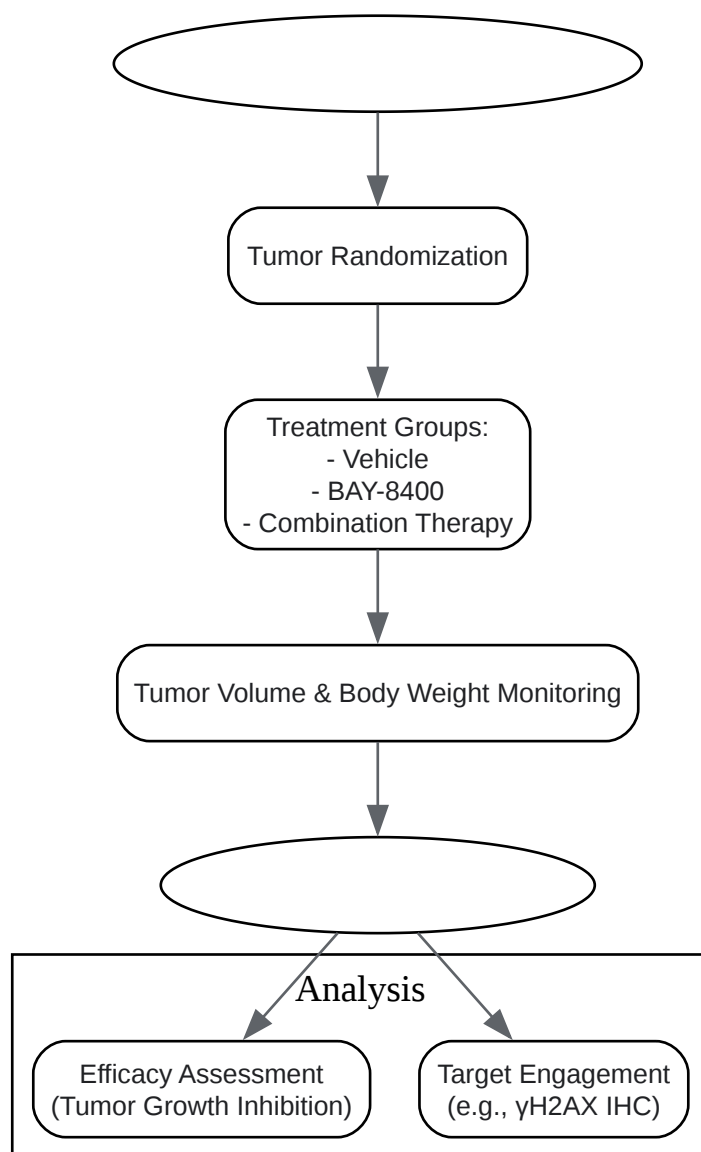 Tumor Randomization
Treatment Groups:
- Vehicle
- BAY-8400
- Combination Therapy
Tumor Volume & Body Weight Monitoring
Analysis
Efficacy Assessment
(Tumor Growth Inhibition)
Target Engagement
(e.g., γH2AX IHC)